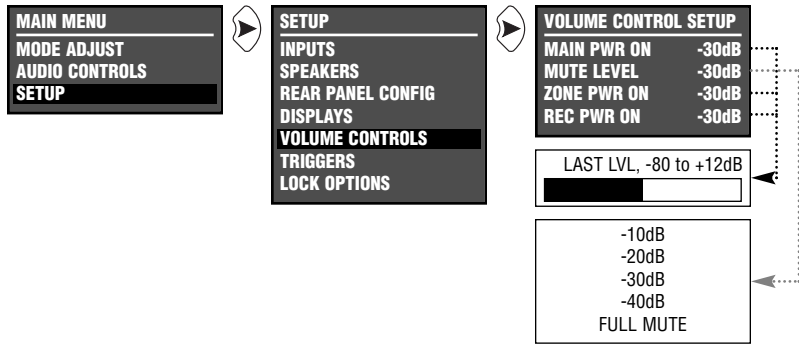 MAIN MENU
MODE ADJUST
AUDIO CONTROLS
SETUP
SETUP
INPUTS
SPEAKERS
REAR PANEL CONFIG
DISPLAYS
VOLUME CONTROLS
TRIGGERS
LOCK OPTIONS
VOLUME CONTROL SETUP
MAIN PWR ON -30dB
MUTE LEVEL -30dB
ZONE PWR ON -30dB
REC PWR ON -30dB
LAST LVL, -80 to +12dB
-10dB
-20dB
-30dB
-40dB
FULL MUTE